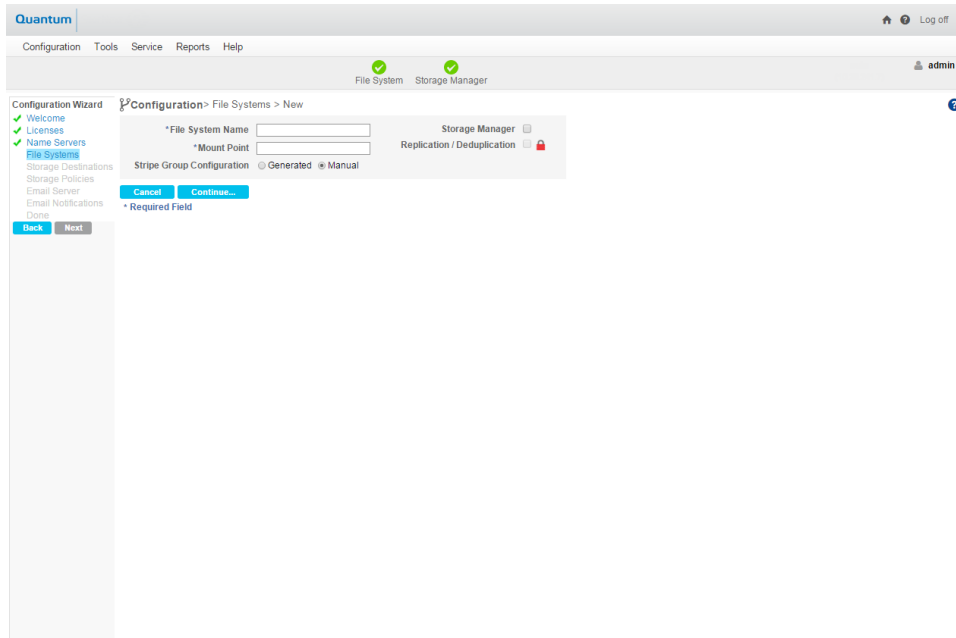 Quantum
Log off
Configuration Tools Service Reports Help
File System Storage Manager
admin
Configuration Wizard
Welcome
Licenses
Name Servers
File Systems
Storage Destinations
Storage Policies
Email Server
Email Notifications
Done
Back Next
Configuration> File Systems > New
*File System Name
Storage Manager
*Mount Point
Replication / Deduplication
Stripe Group Configuration Generated Manual
Cancel Continue...
* Required Field